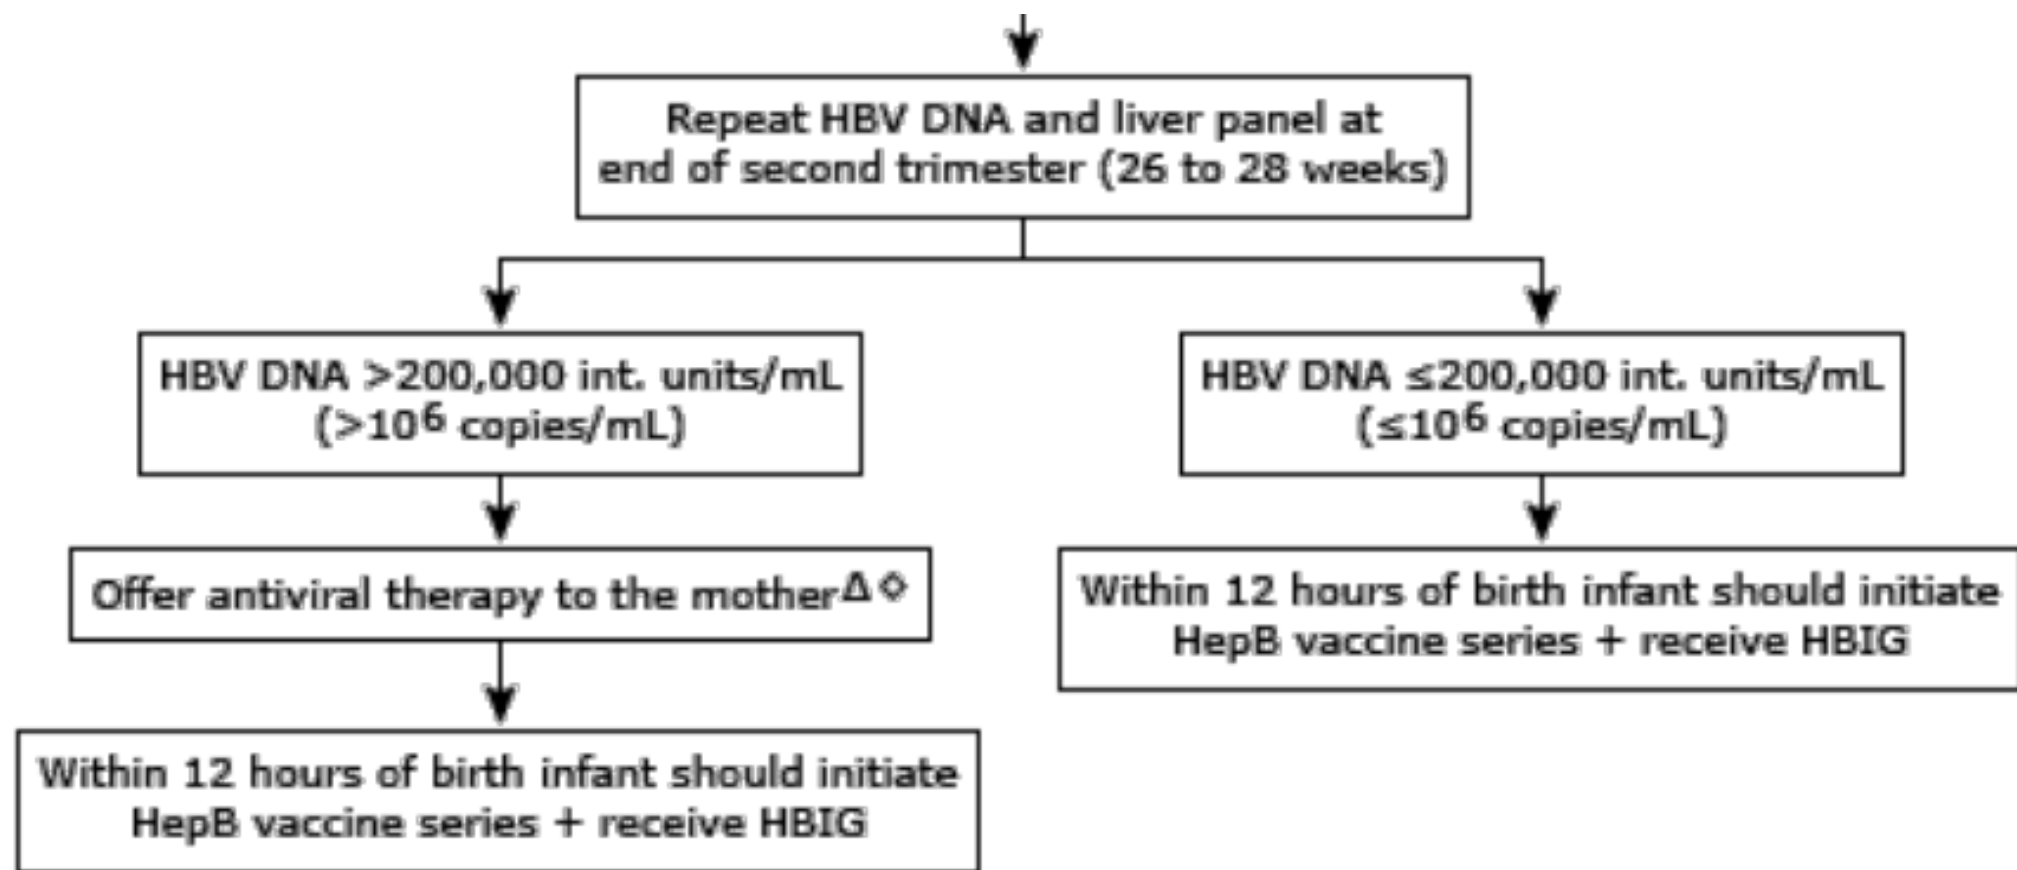 Repeat HBV DNA and liver panel at
end of second trimester (26 to 28 weeks)
HBV DNA >200,000 int. units/mL
(>10⁶ copies/mL)
HBV DNA ≤200,000 int. units/mL
(≤10⁶ copies/mL)
Offer antiviral therapy to the motherΔ◇
Within 12 hours of birth infant should initiate
HepB vaccine series + receive HBIG
Within 12 hours of birth infant should initiate
HepB vaccine series + receive HBIG